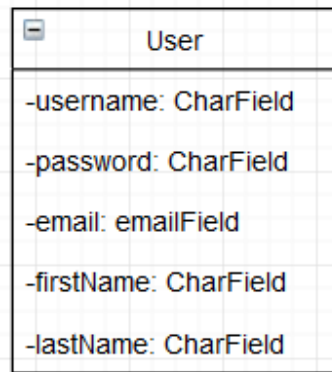 User
-username: CharField
-password: CharField
-email: emailField
-firstName: CharField
-lastName: CharField